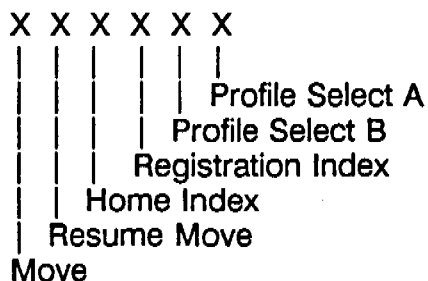 X X X X X X
Profile Select A
Profile Select B
Registration Index
Home Index
Resume Move
Move